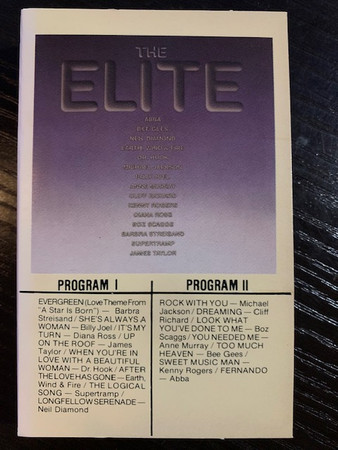 THE
ELITE
ABBA
BEE GEES
NEIL DIAMOND
EARTH, WIND & FIRE
DR. HOOK
MICHAEL JACKSON
BILLY JOEL
ANNE MURRAY
CLIFF RICHARD
KENNY ROGERS
DIANA ROSS
BOZ SCAGGS
BARBRA STREISAND
SUPERTRAMP
JAMES TAYLOR
PROGRAM I
EVERGREEN (Love Theme From
"A Star Is Born") — Barbra
Streisand / SHE'S ALWAYS A
WOMAN — Billy Joel / IT'S MY
TURN — Diana Ross / UP
ON THE ROOF — James
Taylor / WHEN YOU'RE IN
LOVE WITH A BEAUTIFUL
WOMAN — Dr. Hook / AFTER
THE LOVE HAS GONE — Earth,
Wind & Fire / THE LOGICAL
SONG — Supertramp /
LONGFELLOW SERENADE —
Neil Diamond
PROGRAM II
ROCK WITH YOU — Michael
Jackson / DREAMING — Cliff
Richard / LOOK WHAT
YOU'VE DONE TO ME — Boz
Scaggs / YOU NEEDED ME —
Anne Murray / TOO MUCH
HEAVEN — Bee Gees /
SWEET MUSIC MAN —
Kenny Rogers / FERNANDO
— Abba